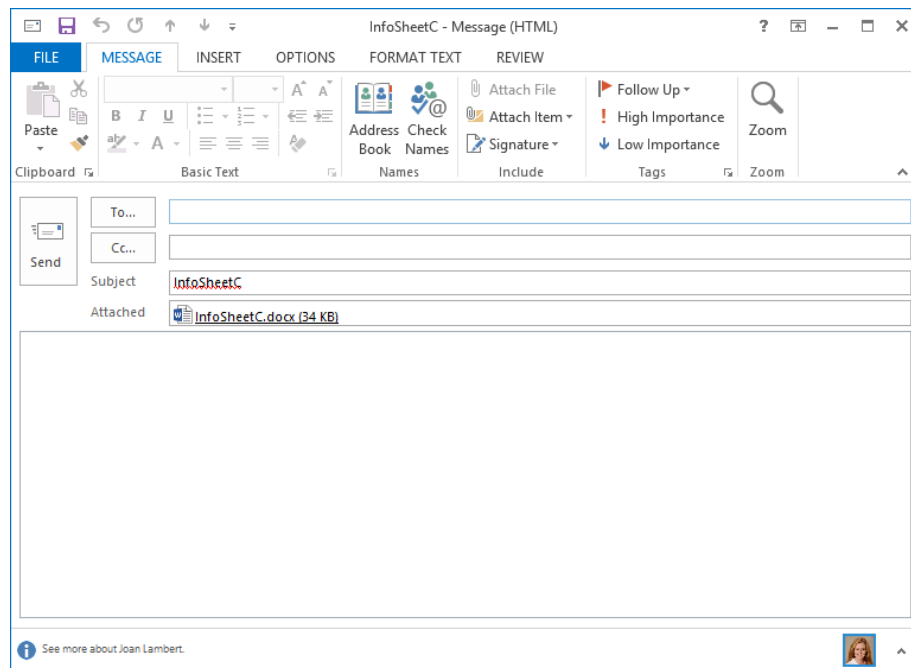 InfoSheetC - Message (HTML)
?
FILE MESSAGE INSERT OPTIONS FORMAT TEXT REVIEW
Paste
B I U
A
Address Book
Check Names
Attach File
Attach Item
Signature
Follow Up
High Importance
Low Importance
Zoom
Clipboard Basic Text Names Include Tags Zoom
Send
To...
Cc...
Subject InfoSheetC
Attached InfoSheetC.docx (34 KB)
See more about Joan Lambert.